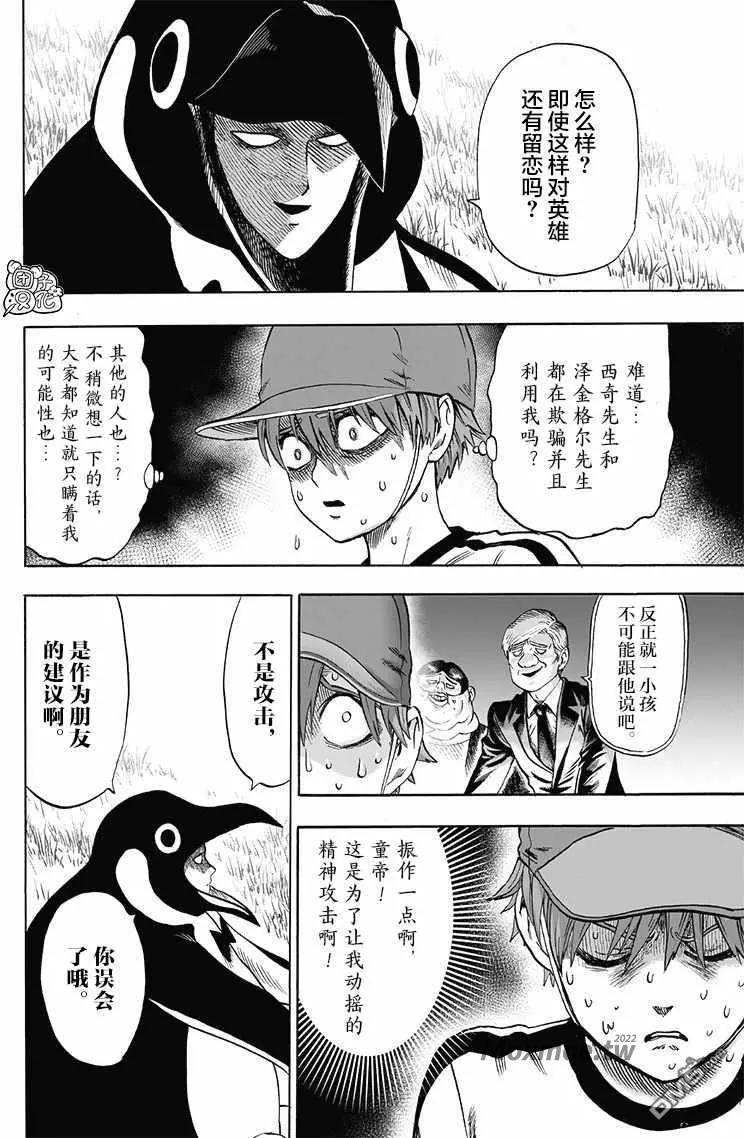 怎么样？
即使这样对英雄
还有留恋吗？
难道…
西奇先生和
泽金格尔先生
都在欺骗并且
利用我吗？
其他的人也…？
不稍微想一下的话，
大家都知道就只瞒着我
的可能性也…
反正就一小孩
不可能跟他说吧。
振作一点啊，
童帝！
这是为了让我动摇的
精神攻击啊！
不是攻击，
是作为朋友
的建议啊。
你误会
了哦。
2022